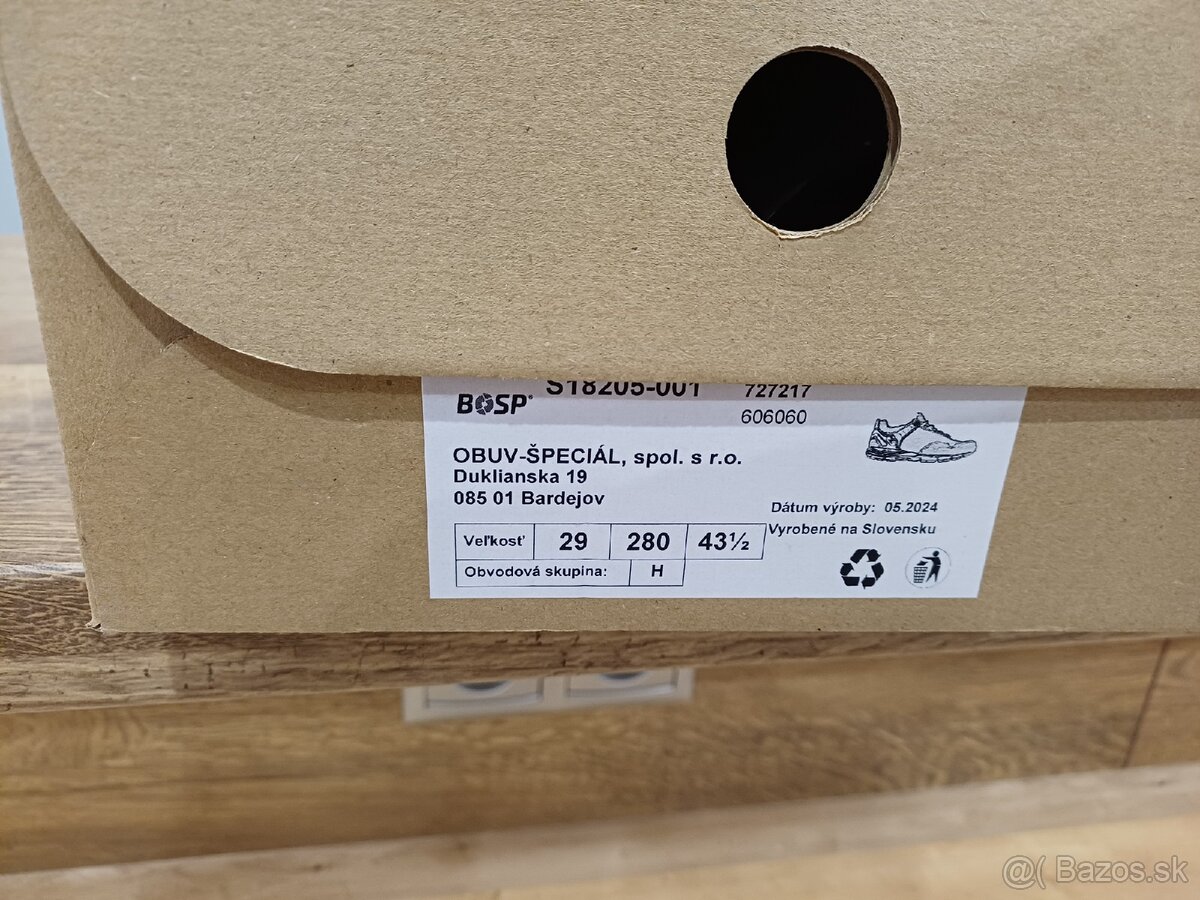 BOSP® S18205-001 727217
606060
OBUV-ŠPECIÁL, spol. s r.o.
Duklianska 19
085 01 Bardejov
Dátum výroby: 05.2024
Vyrobené na Slovensku
Veľkosť 29 280 43½
Obvodová skupina: H
@( Bazos.sk